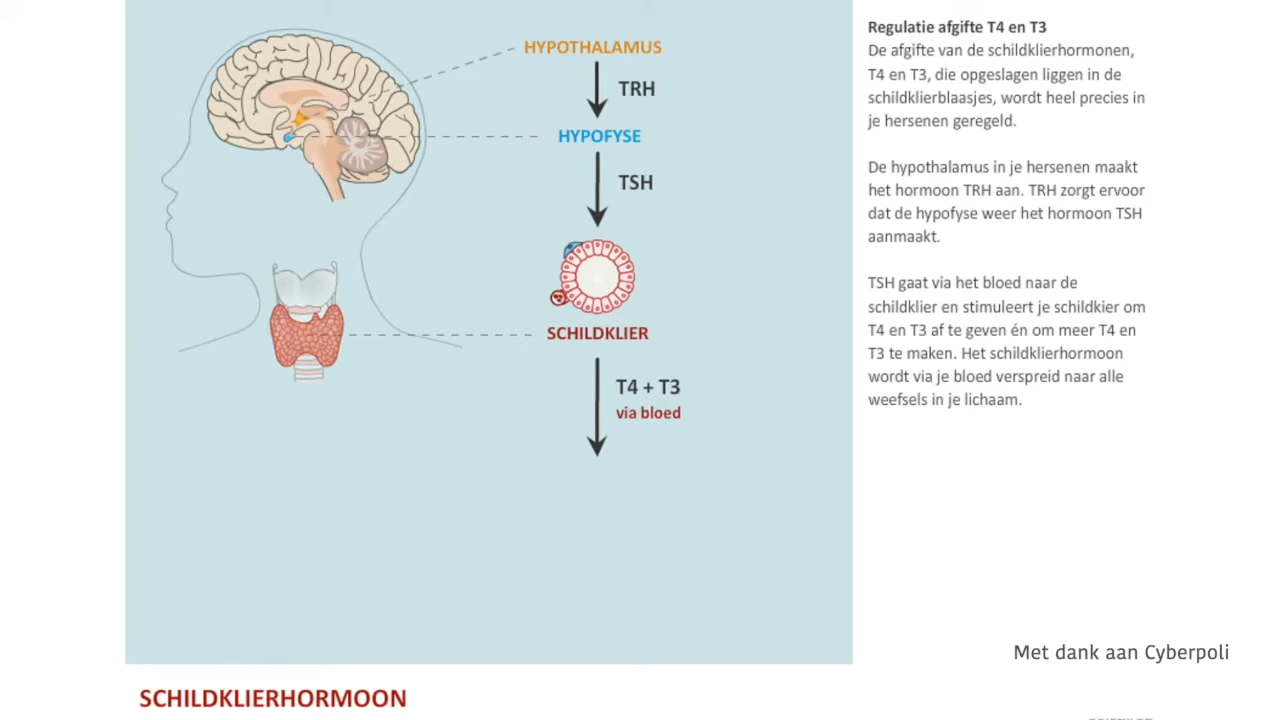 HYPOTHALAMUS
TRH
HYPOFYSE
TSH
SCHILDKLIER
T4 + T3
via bloed
Regulatie afgifte T4 en T3
De afgifte van de schildklierhormonen,
T4 en T3, die opgeslagen liggen in de
schildklierblaasjes, wordt heel precies in
je hersenen geregeld.
De hypothalamus in je hersenen maakt
het hormoon TRH aan. TRH zorgt ervoor
dat de hypofyse weer het hormoon TSH
aanmaakt.
TSH gaat via het bloed naar de
schildklier en stimuleert je schildkier om
T4 en T3 af te geven én om meer T4 en
T3 te maken. Het schildklierhormoon
wordt via je bloed verspreid naar alle
weefsels in je lichaam.
Met dank aan Cyberpoli
SCHILDKLIERHORMOON